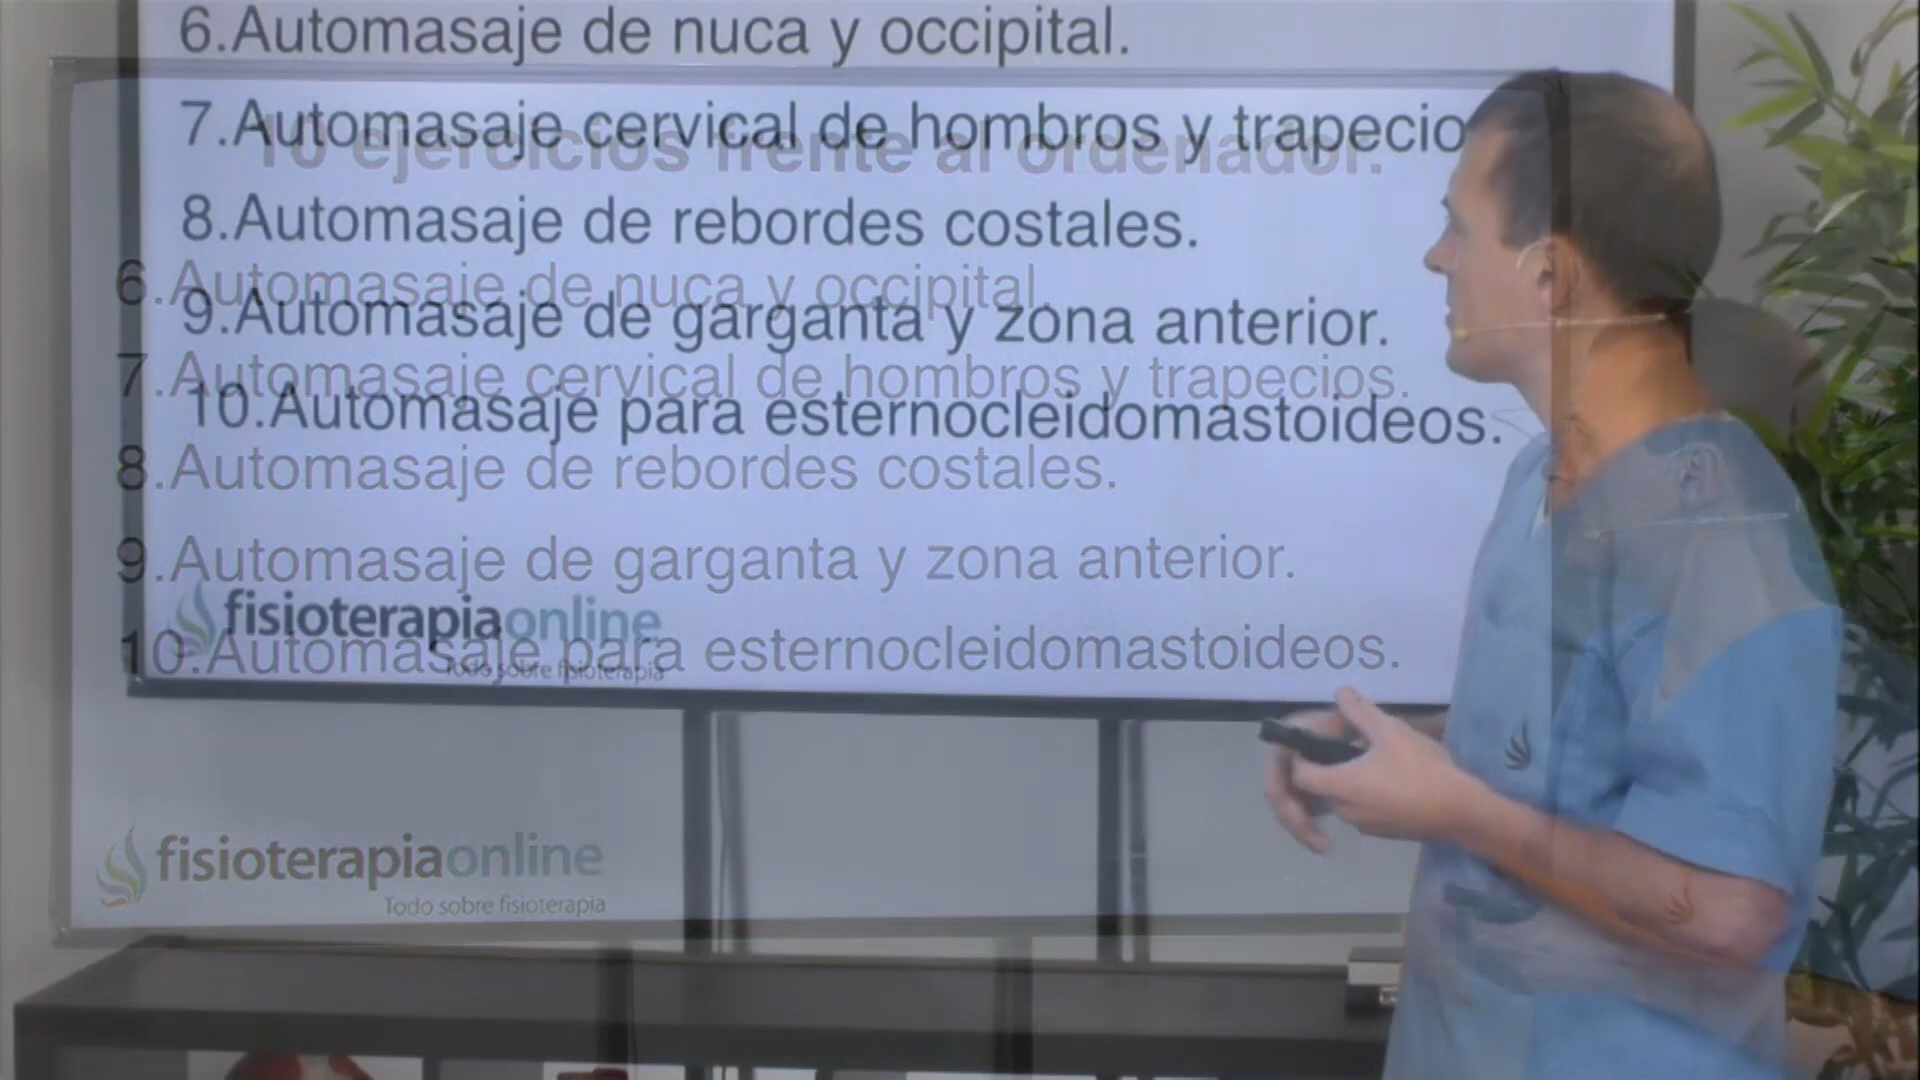 6.Automasaje de nuca y occipital.
7.Automasaje cervical de hombros y trapecio
8.Automasaje de rebordes costales.
9.Automasaje de garganta y zona anterior.
10.Automasaje para esternocleidomastoideos.
fisioterapiaonline
Todo sobre fisioterapia
10 ejercicios frente al ordenador.
6.Automasaje de nuca y occipital.
7.Automasaje cervical de hombros y trapecios.
8.Automasaje de rebordes costales.
9.Automasaje de garganta y zona anterior.
10.Automasaje para esternocleidomastoideos.
fisioterapiaonline
Todo sobre fisioterapia